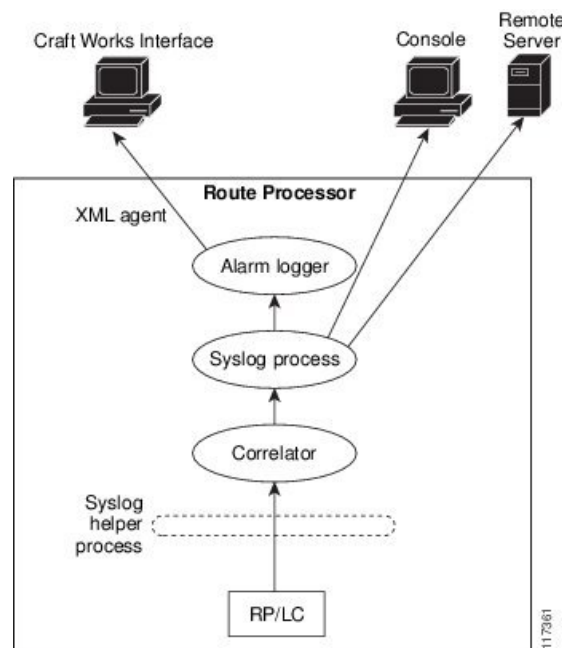 Craft Works Interface
Console
Remote
Server
Route Processor
XML agent
Alarm logger
Syslog process
Correlator
Syslog
helper
process
RP/LC
117361